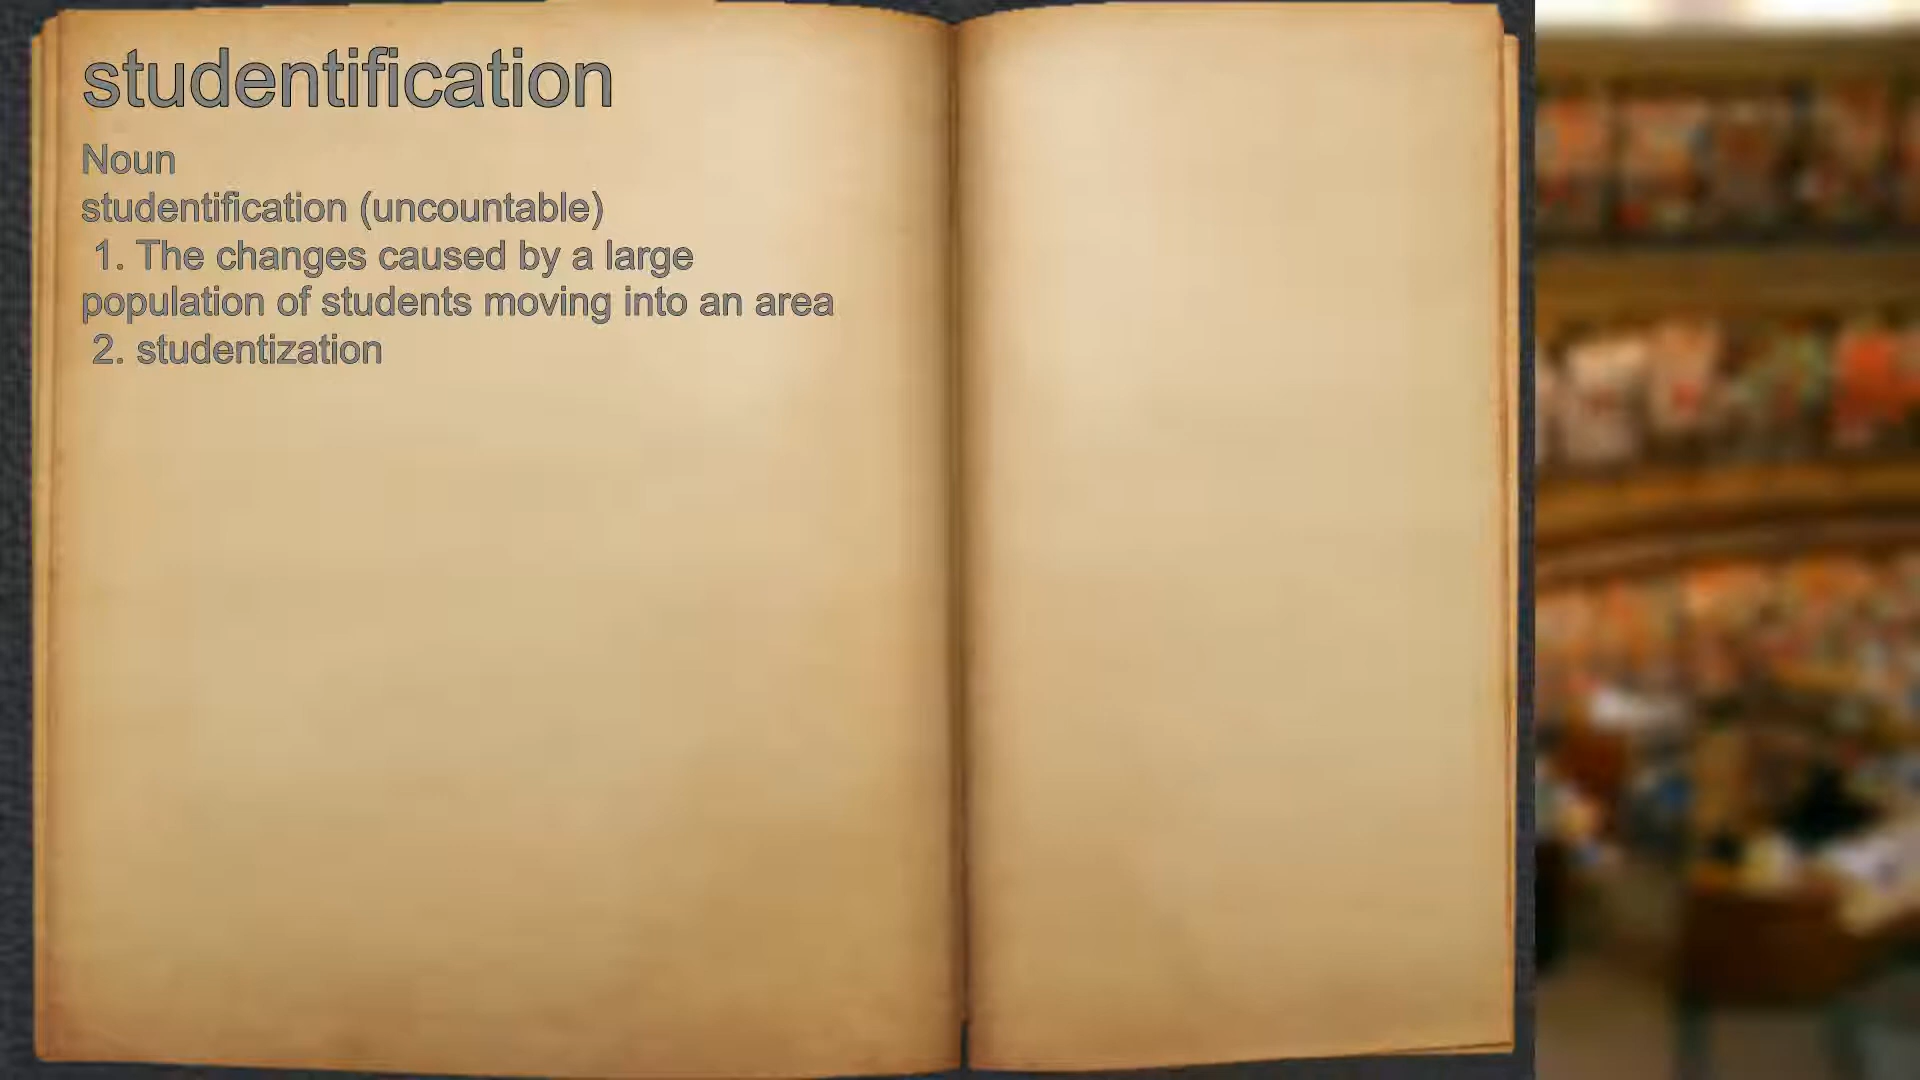 studentification
Noun
studentification (uncountable)
1. The changes caused by a large
population of students moving into an area
2. studentization